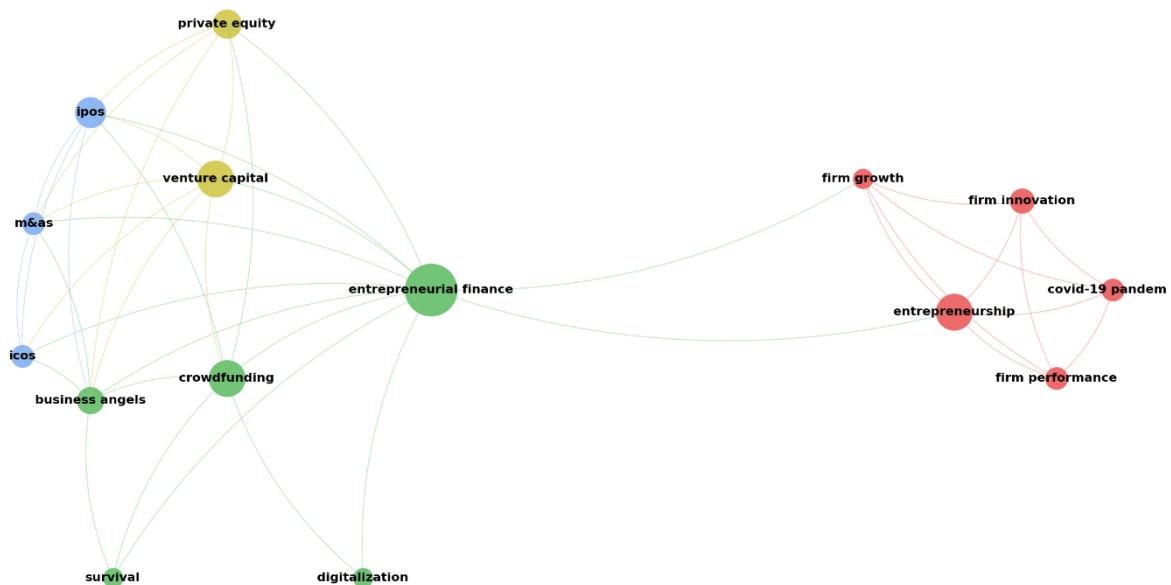 private equity
ipos
venture capital
firm growth
firm innovation
m&as
entrepreneurial finance
covid-19 pandem
entrepreneurship
icos
crowdfunding
firm performance
business angels
survival
digitalization